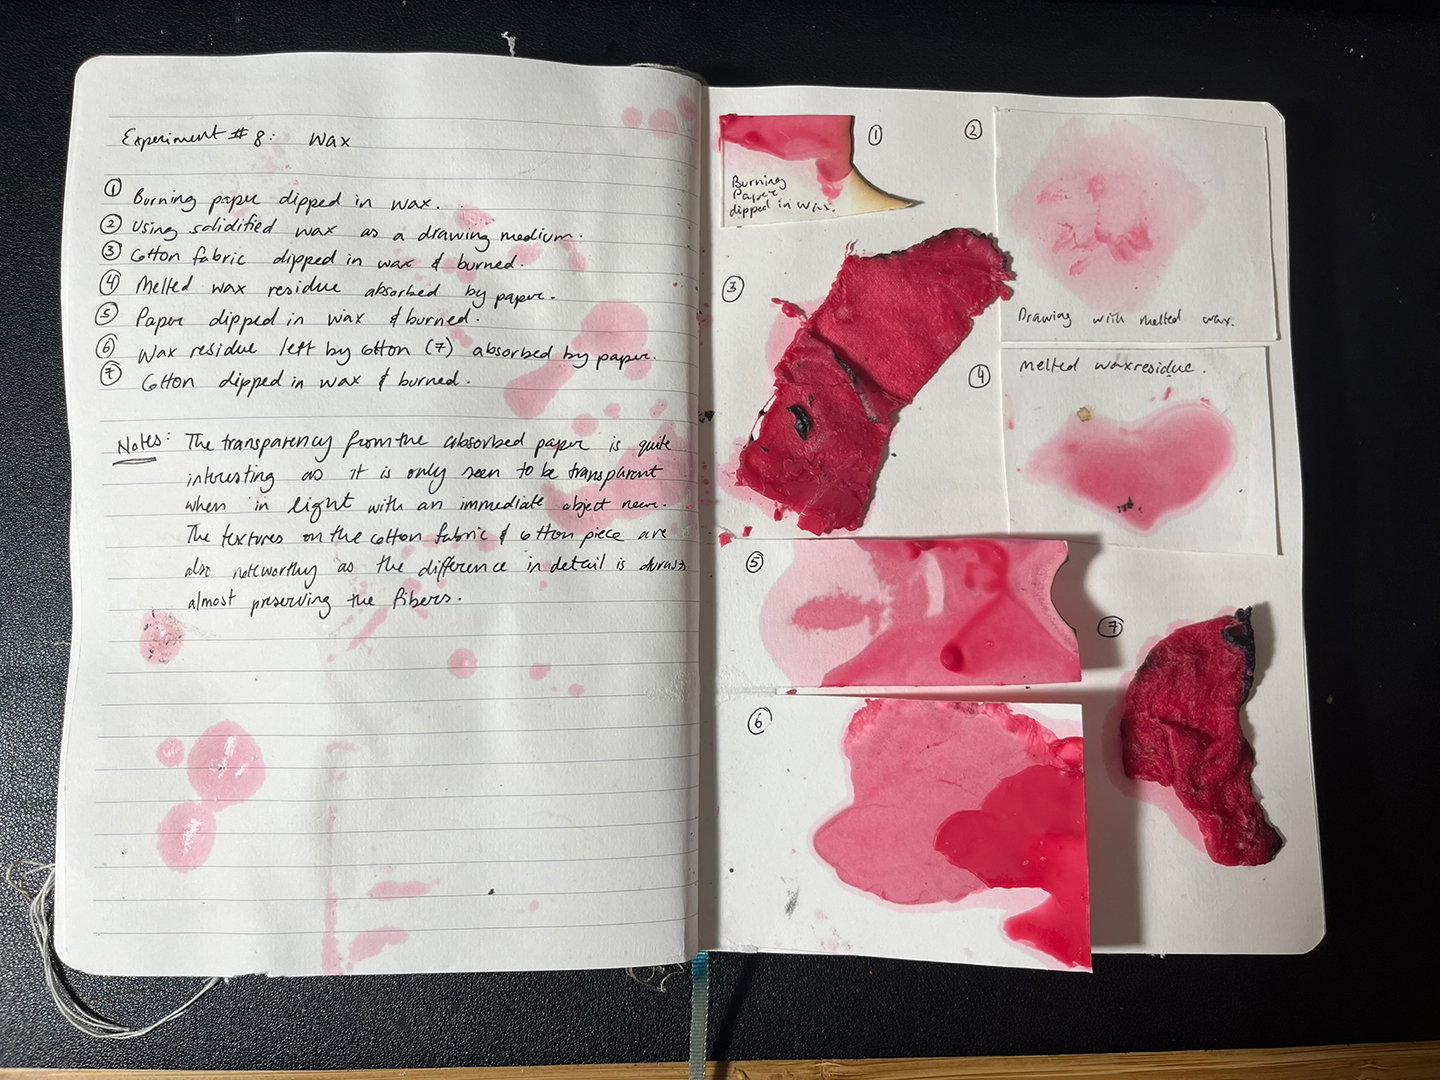 Experiment # 8: Wax
① Burning paper dipped in wax.
② Using solidified wax as a drawing medium.
③ Cotton fabric dipped in wax & burned.
④ Melted wax residue absorbed by paper.
⑤ Paper dipped in wax & burned.
⑥ Wax residue left by cotton (7) absorbed by paper.
⑦ Cotton dipped in wax & burned.
Notes: The transparency from the absorbed paper is quite
interesting as it is only seen to be transparent
when in light with an immediate object near.
The textures on the cotton fabric & cotton piece are
also noteworthy as the difference in detail is
almost preserving the fibers.
①
Burning
Paper
dipped in wax.
②
Drawing with melted wax.
③
④
Melted wax residue.
⑤
⑥
⑦